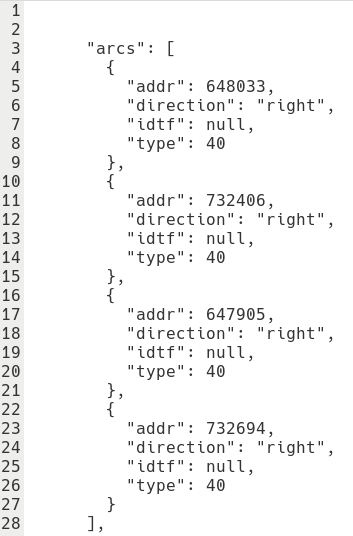 1
2
3 "arcs": [
4 {
5 "addr": 648033,
6 "direction": "right",
7 "idtf": null,
8 "type": 40
9 },
10 {
11 "addr": 732406,
12 "direction": "right",
13 "idtf": null,
14 "type": 40
15 },
16 {
17 "addr": 647905,
18 "direction": "right",
19 "idtf": null,
20 "type": 40
21 },
22 {
23 "addr": 732694,
24 "direction": "right",
25 "idtf": null,
26 "type": 40
27 }
28 ],